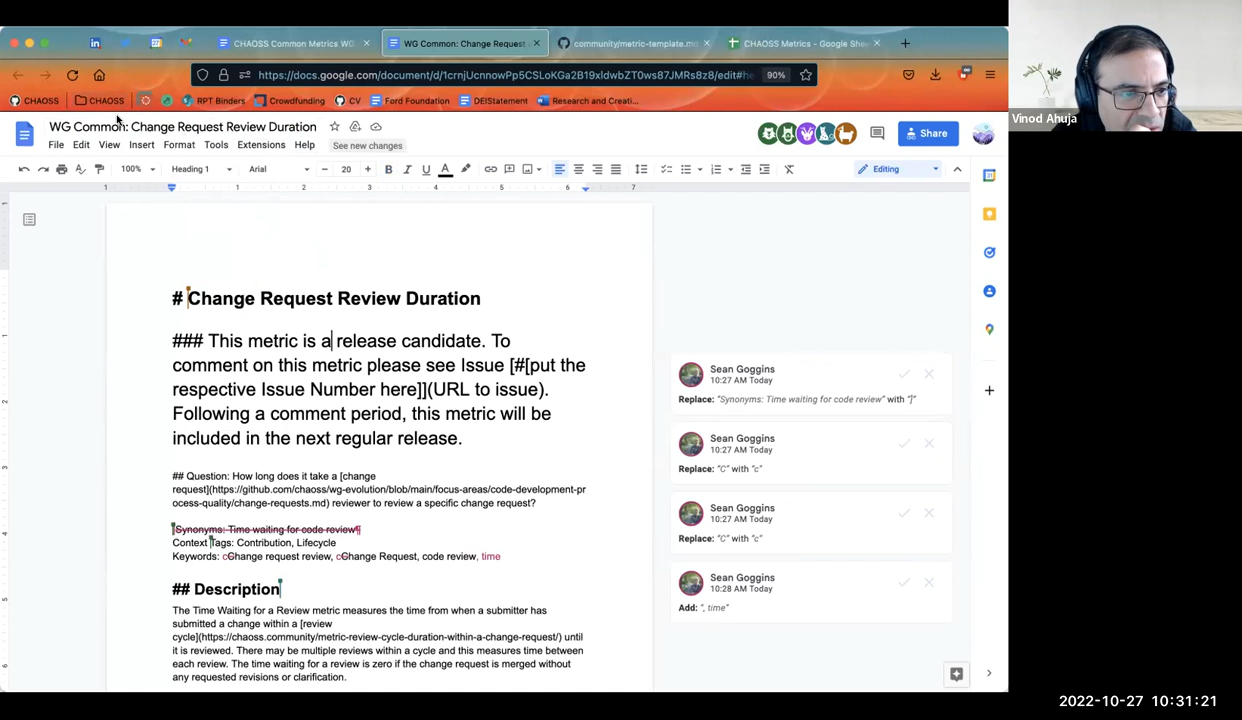 CHAOSS Common Metrics WG
WG Common: Change Request
community/metric-template.md
CHAOSS Metrics - Google She
https://docs.google.com/document/d/1crnjUcnnowPp5CSLoKGa2B19xldwbZT0ws87JMRs8z8/edit#he
90%
CHAOSS
CHAOSS
RPT Binders
Crowdfunding
CV
Ford Foundation
DEIStatement
Research and Creati...
Vinod Ahuja
WG Common: Change Request Review Duration
File Edit View Insert Format Tools Extensions Help See new changes
Share
100% Heading 1 Arial 20 Editing
1 1 2 3 4 5 6 7
# Change Request Review Duration
### This metric is a release candidate. To
comment on this metric please see Issue [#[put the
respective Issue Number here]](URL to issue).
Following a comment period, this metric will be
included in the next regular release.
## Question: How long does it take a [change
request](https://github.com/chaoss/wg-evolution/blob/main/focus-areas/code-development-pr
ocess-quality/change-requests.md) reviewer to review a specific change request?
Synonyms: Time waiting for code review¶
Context Tags: Contribution, Lifecycle
Keywords: cChange request review, cChange Request, code review, time
## Description
The Time Waiting for a Review metric measures the time from when a submitter has
submitted a change within a [review
cycle](https://chaoss.community/metric-review-cycle-duration-within-a-change-request/) until
it is reviewed. There may be multiple reviews within a cycle and this measures time between
each review. The time waiting for a review is zero if the change request is merged without
any requested revisions or clarification.
Sean Goggins
10:27 AM Today
Replace: "Synonyms: Time waiting for code review" with "]"
Sean Goggins
10:27 AM Today
Replace: "C" with "c"
Sean Goggins
10:27 AM Today
Replace: "C" with "c"
Sean Goggins
10:28 AM Today
Add: ", time"
2022-10-27 10:31:21